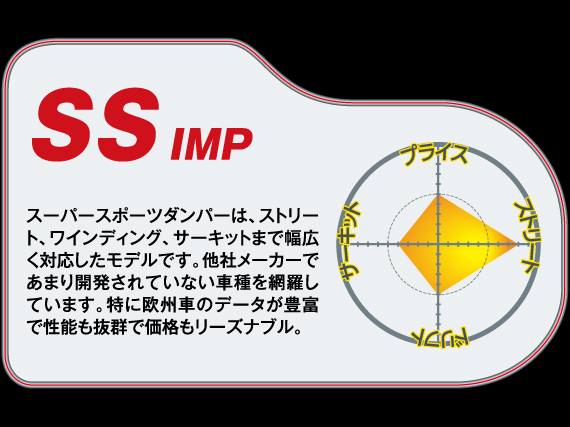 SS IMP
プライス
ストリート
サーキット
ドリフト
スーパースポーツダンパーは、ストリー
ト、ワインディング、サーキットまで幅広
く対応したモデルです。他社メーカーで
あまり開発されていない車種を網羅し
ています。特に欧州車のデータが豊富
で性能も抜群で価格もリーズナブル。